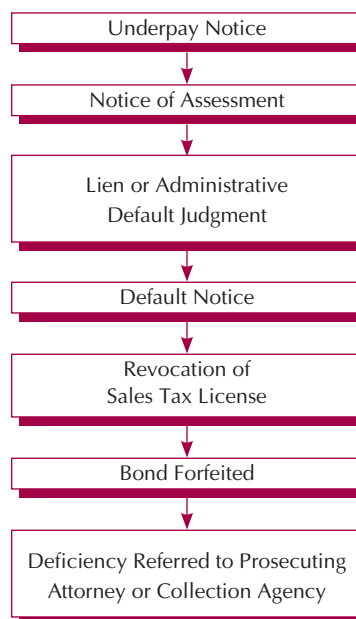 Underpay Notice
Notice of Assessment
Lien or Administrative
Default Judgment
Default Notice
Revocation of
Sales Tax License
Bond Forfeited
Deficiency Referred to Prosecuting
Attorney or Collection Agency